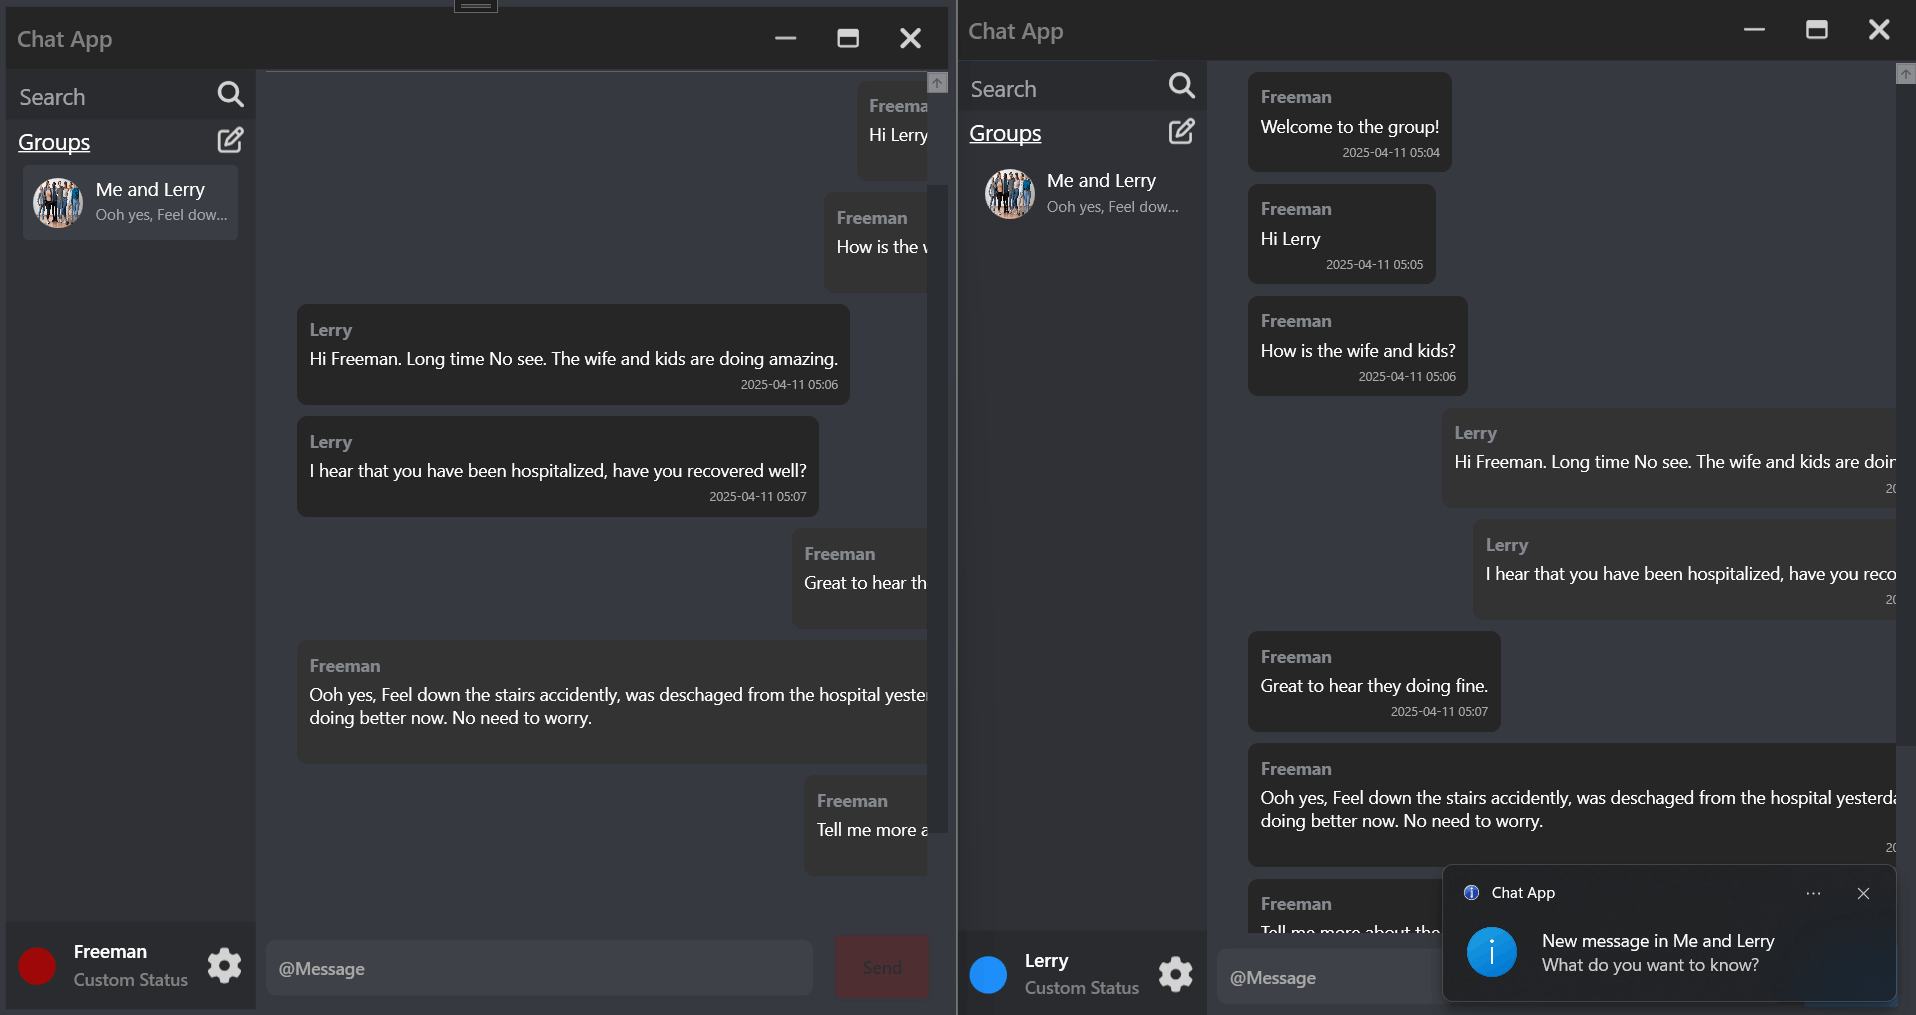 Chat App
Search
Groups
Me and Lerry
Ooh yes, Feel dow...
Freema
Hi Lerry
Freeman
How is the
Lerry
Hi Freeman. Long time No see. The wife and kids are doing amazing.
2025-04-11 05:06
Lerry
I hear that you have been hospitalized, have you recovered well?
2025-04-11 05:07
Freeman
Great to hear th
Freeman
Ooh yes, Feel down the stairs accidently, was deschaged from the hospital yeste
doing better now. No need to worry.
Freeman
Tell me more a
Freeman
Custom Status
@Message
Send
Chat App
Search
Groups
Me and Lerry
Ooh yes, Feel dow...
Freeman
Welcome to the group!
2025-04-11 05:04
Freeman
Hi Lerry
2025-04-11 05:05
Freeman
How is the wife and kids?
2025-04-11 05:06
Lerry
Hi Freeman. Long time No see. The wife and kids are doin
20
Lerry
I hear that you have been hospitalized, have you reco
20
Freeman
Great to hear they doing fine.
2025-04-11 05:07
Freeman
Ooh yes, Feel down the stairs accidently, was deschaged from the hospital yesterda
doing better now. No need to worry.
20
Freeman
Tell me more about the
Lerry
Custom Status
@Message
Chat App
New message in Me and Lerry
What do you want to know?